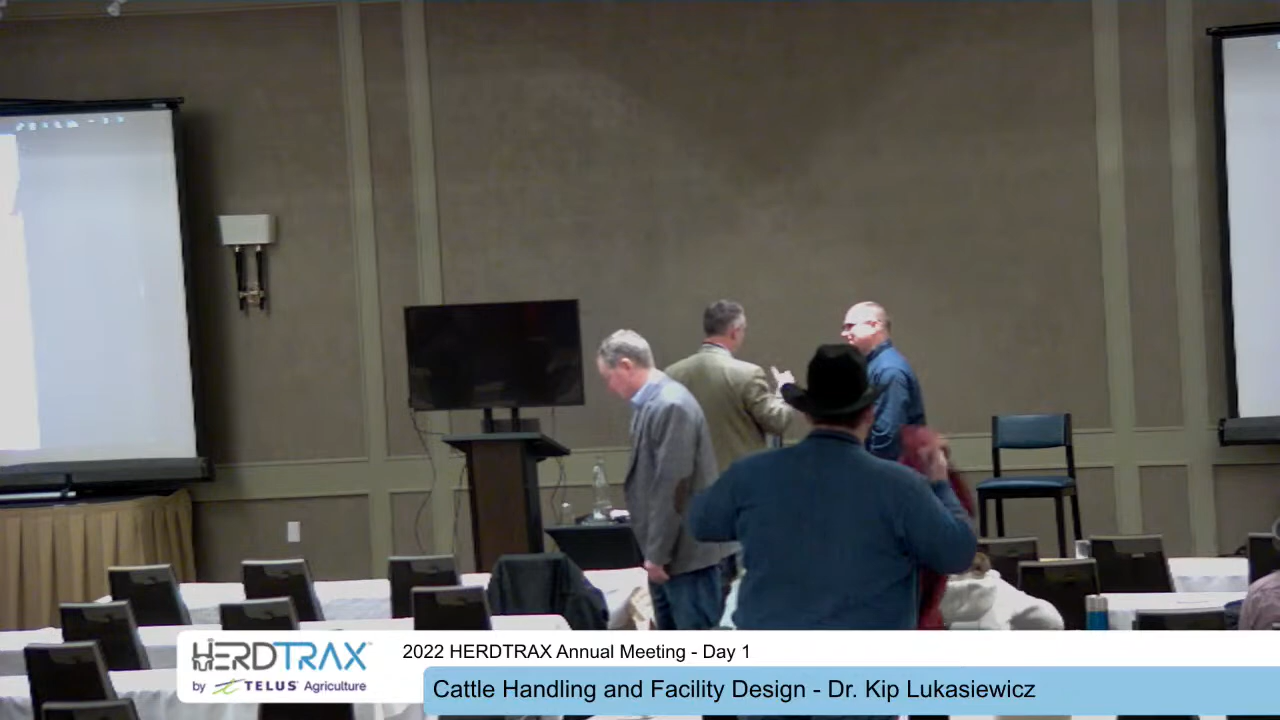 HERDTRAX
by TELUS Agriculture
2022 HERDTRAX Annual Meeting - Day 1
Cattle Handling and Facility Design - Dr. Kip Lukasiewicz